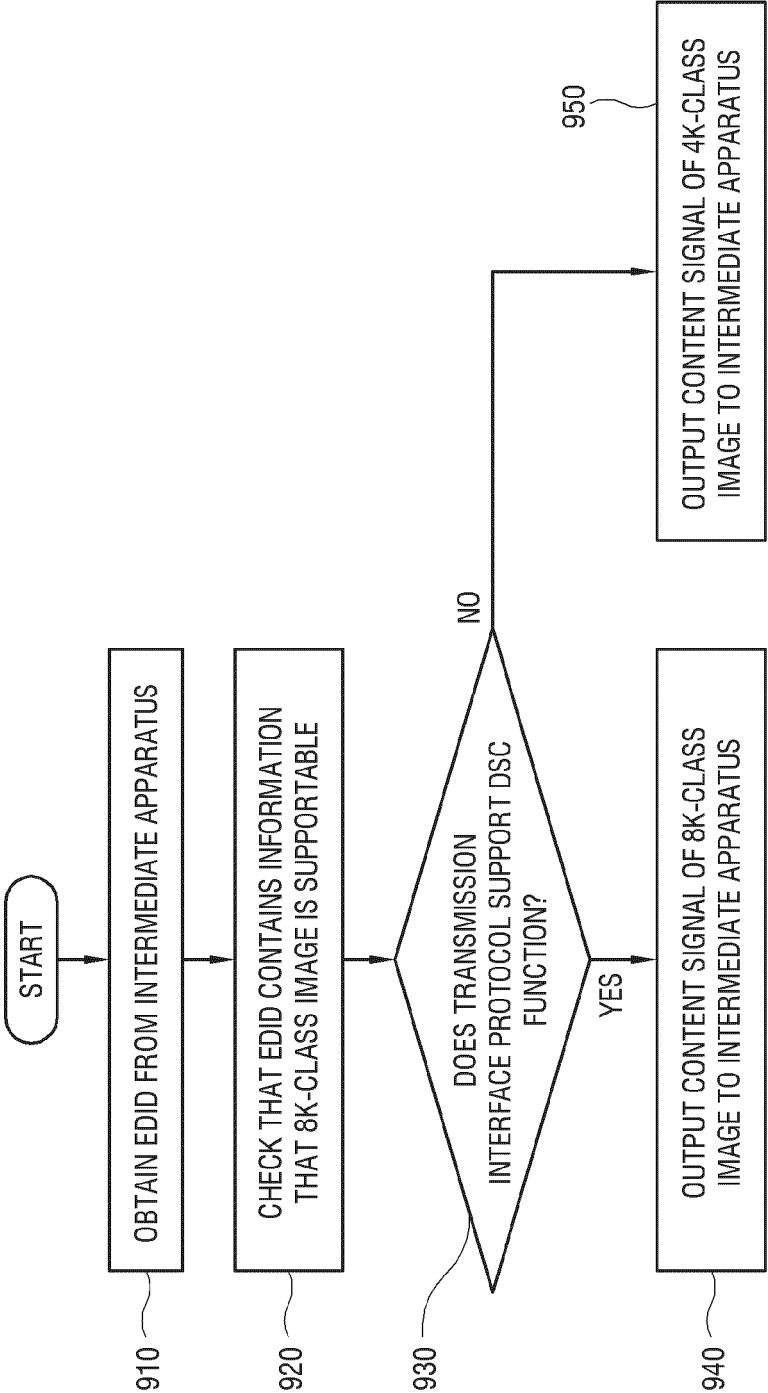 START
910
OBTAIN EDID FROM INTERMEDIATE APPARATUS
920
CHECK THAT EDID CONTAINS INFORMATION
THAT 8K-CLASS IMAGE IS SUPPORTABLE
930
DOES TRANSMISSION
INTERFACE PROTOCOL SUPPORT DSC
FUNCTION?
NO
YES
940
OUTPUT CONTENT SIGNAL OF 8K-CLASS
IMAGE TO INTERMEDIATE APPARATUS
950
OUTPUT CONTENT SIGNAL OF 4K-CLASS
IMAGE TO INTERMEDIATE APPARATUS